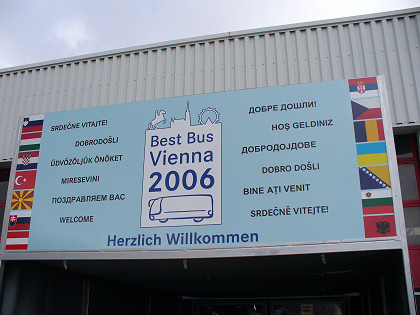 SRDEČNE VITAJTE!
DOBRODOŠLI
ÜDVÖZÖLJÜK ÖNÖKET
MIRESEVINI
ПОЗДРАВЛЯЕМ ВАС
WELCOME
Best Bus
Vienna
2006
ДОБРЕ ДОШЛИ!
HOŞ GELDINIZ
ДОБРОДОЈДОВЕ
DOBRO DOŠLI
BINE AŢI VENIT
SRDEČNĚ VITEJTE!
Herzlich Willkommen